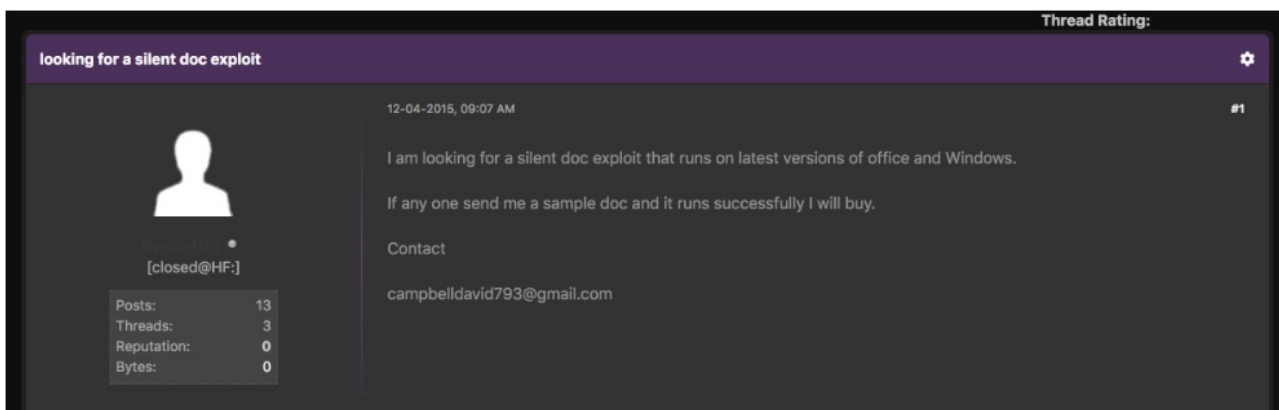 Thread Rating:
looking for a silent doc exploit
12-04-2015, 09:07 AM
#1
I am looking for a silent doc exploit that runs on latest versions of office and Windows.
If any one send me a sample doc and it runs successfully I will buy.
Contact
campbelldavid793@gmail.com
[closed@HF:]
Posts: 13
Threads: 3
Reputation: 0
Bytes: 0